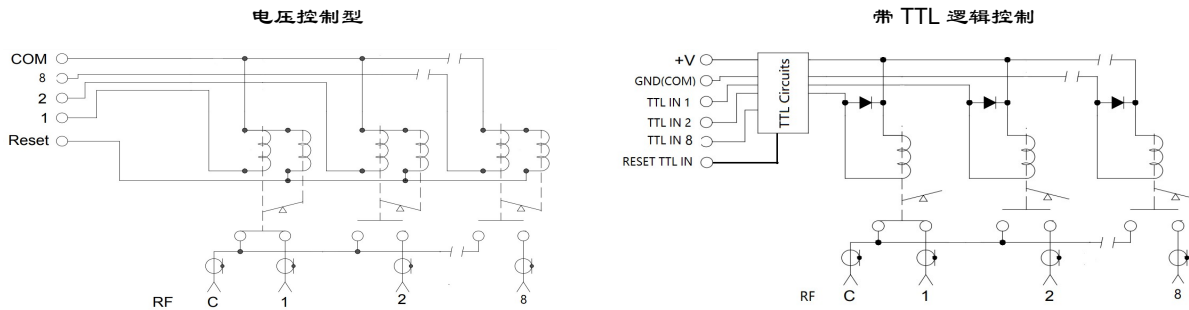 电压控制型
COM
8
2
1
Reset
RF C 1 2 8
带 TTL 逻辑控制
+V
GND(COM)
TTL IN 1
TTL IN 2
TTL IN 8
RESET TTL IN
TTL Circuits
RF C 1 2 8